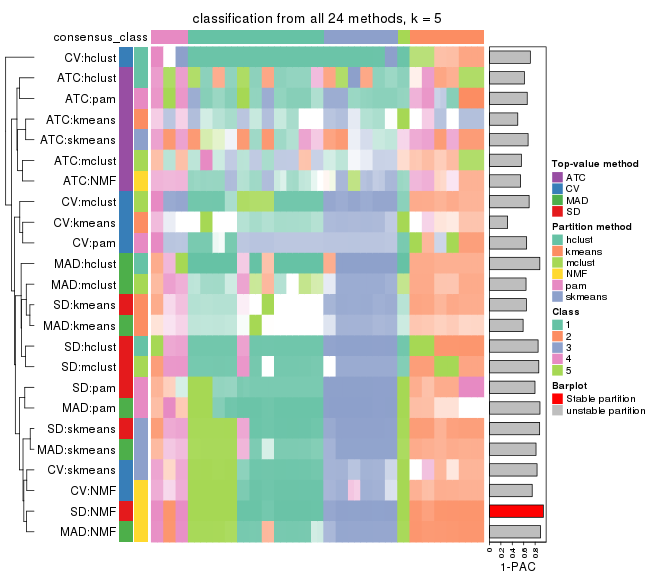 classification from all 24 methods, k = 5
consensus_class
CV:hclust
ATC:hclust
ATC:pam
ATC:kmeans
ATC:skmeans
ATC:mclust
ATC:NMF
CV:mclust
CV:kmeans
CV:pam
MAD:hclust
MAD:mclust
SD:kmeans
MAD:kmeans
SD:hclust
SD:mclust
SD:pam
MAD:pam
SD:skmeans
MAD:skmeans
CV:skmeans
CV:NMF
SD:NMF
MAD:NMF
0
0.2
0.4
0.6
0.8
1-PAC
Top-value method
ATC
CV
MAD
SD
Partition method
hclust
kmeans
mclust
NMF
pam
skmeans
Class
1
2
3
4
5
Barplot
Stable partition
unstable partition